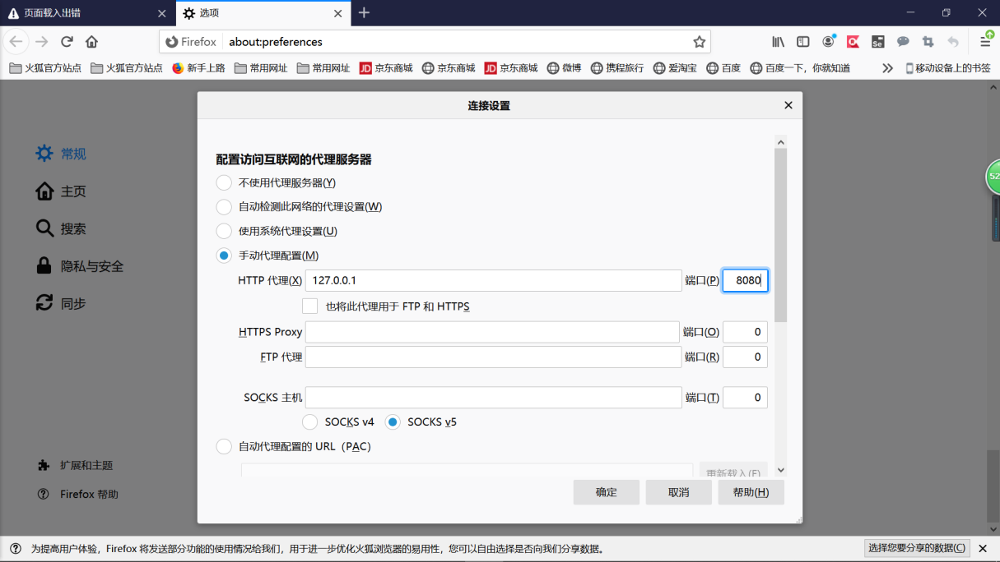 页面载入出错
选项
Firefox
about:preferences
Se
火狐官方站点
火狐官方站点
新手上路
常用网址
常用网址
JD 京东商城
京东商城
JD 京东商城
微博
携程旅行
爱淘宝
百度
百度一下，你就知道
移动设备上的书签
连接设置
常规
主页
搜索
隐私与安全
同步
扩展和主题
Firefox 帮助
配置访问互联网的代理服务器
不使用代理服务器(Y)
自动检测此网络的代理设置(W)
使用系统代理设置(U)
手动代理配置(M)
HTTP 代理(X) 127.0.0.1 端口(P) 8080
也将此代理用于 FTP 和 HTTPS
HTTPS Proxy 端口(O) 0
FTP 代理 端口(R) 0
SOCKS 主机 端口(T) 0
SOCKS v4 SOCKS v5
自动代理配置的 URL（PAC）
重新载入(E)
确定 取消 帮助(H)
52
为提高用户体验，Firefox 将发送部分功能的使用情况给我们，用于进一步优化火狐浏览器的易用性，您可以自由选择是否向我们分享数据。
选择您要分享的数据(C)